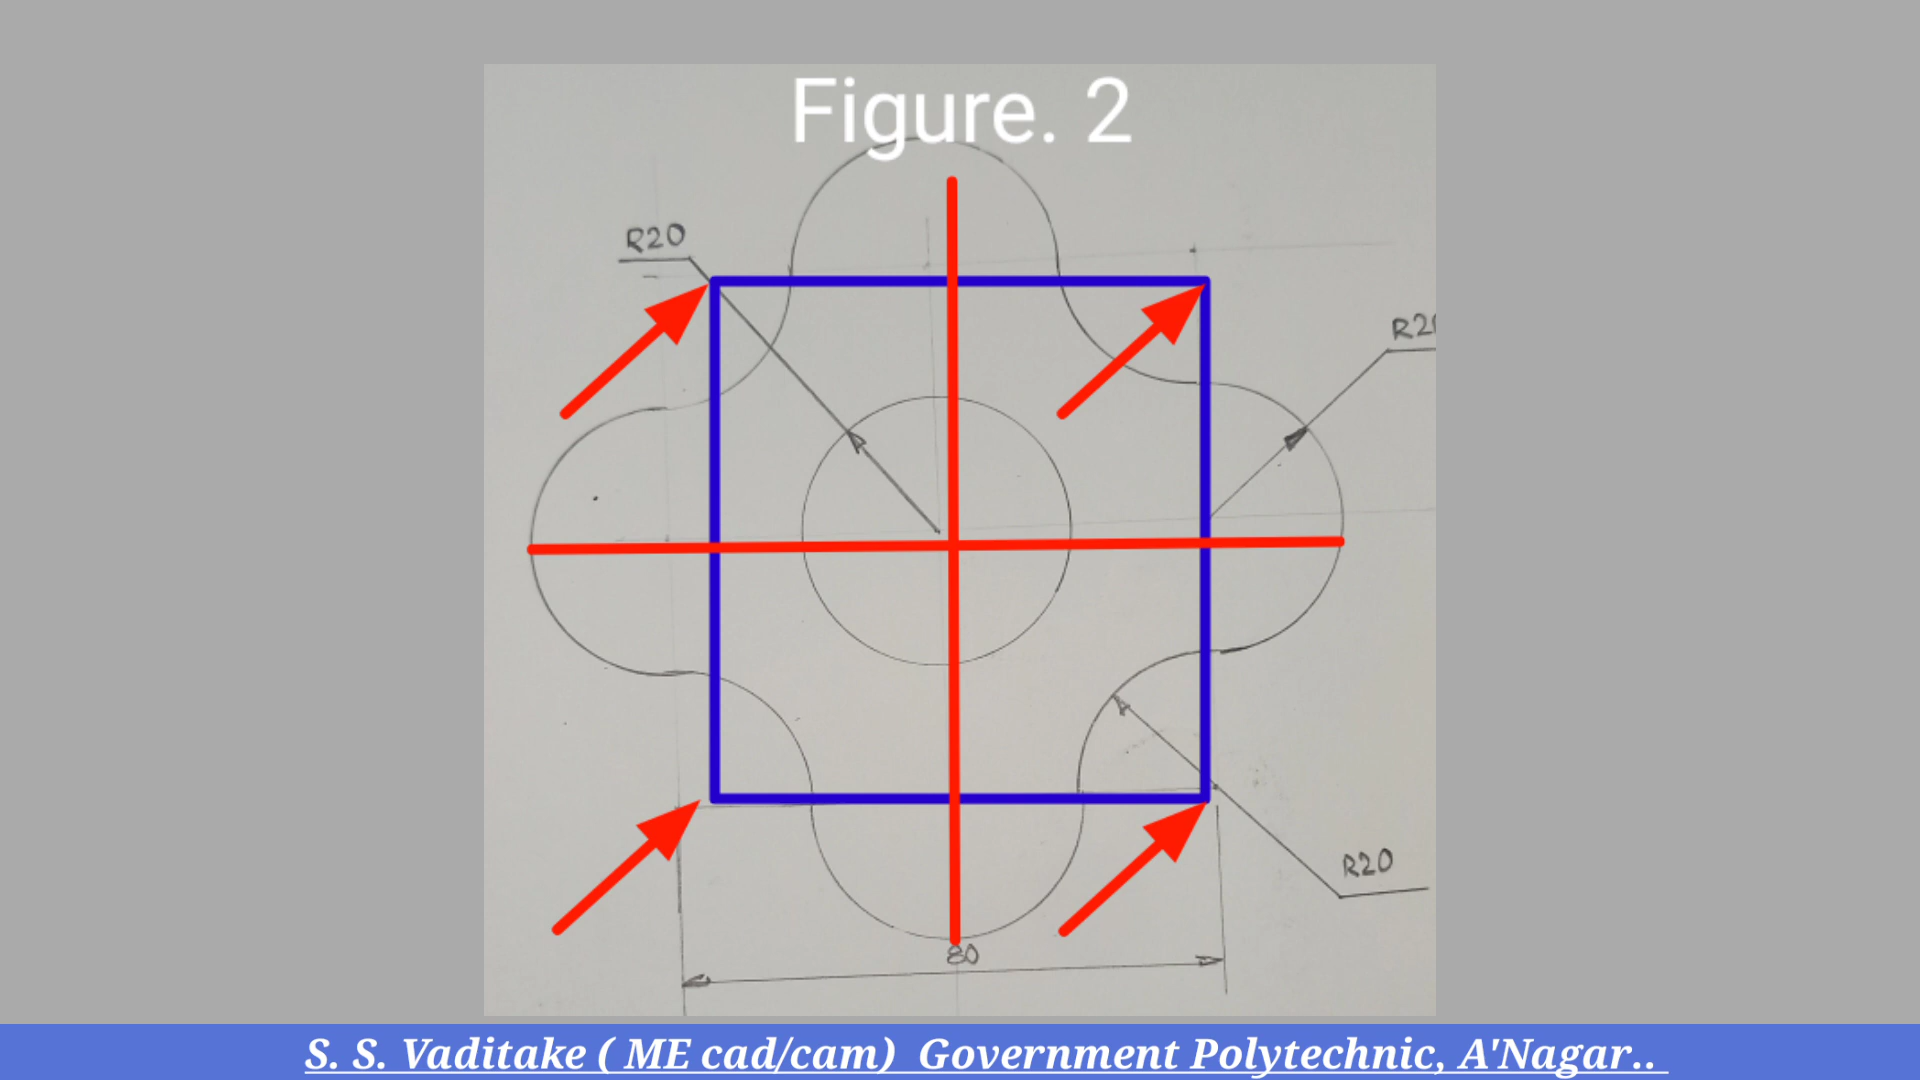 Figure. 2
R20
R20
80
S. S. Vaditake ( ME cad/cam) Government Polytechnic, A'Nagar..